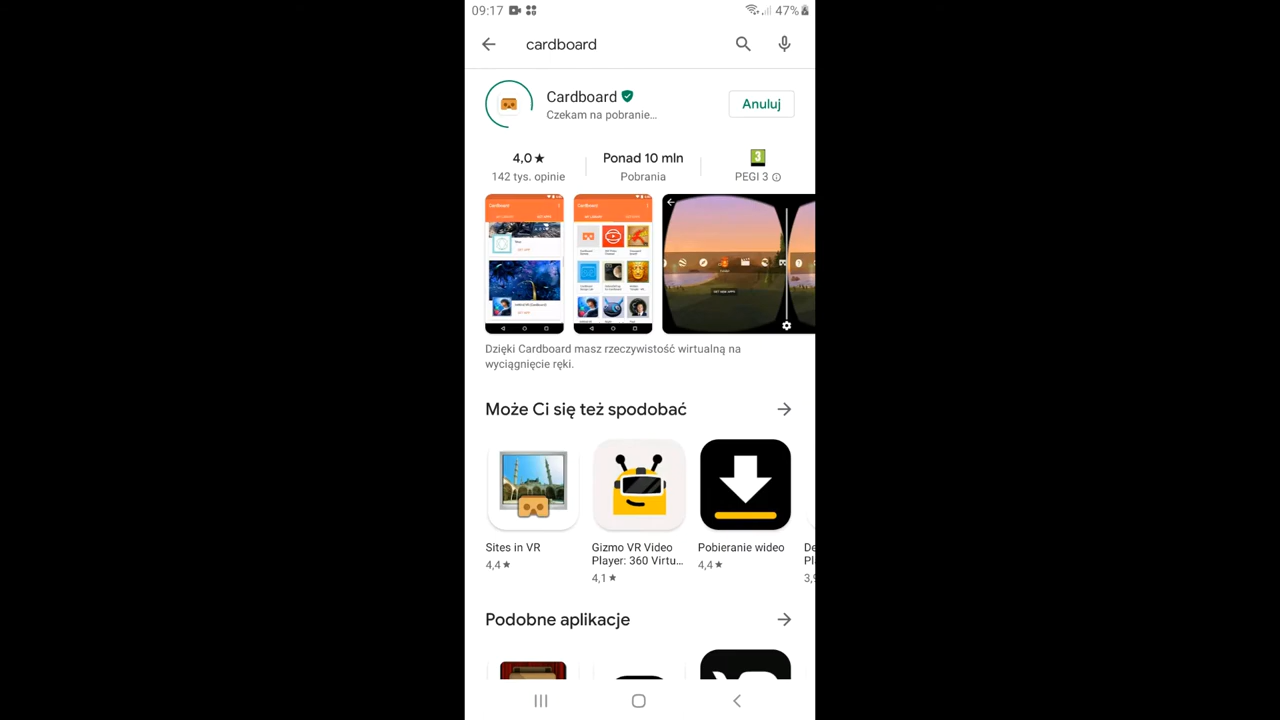 09:17
47%
cardboard
Cardboard
Czekam na pobranie...
Anuluj
4,0★
142 tys. opinie
Ponad 10 mln
Pobrania
3
PEGI 3
Cardboard
Cardboard
Dzięki Cardboard masz rzeczywistość wirtualną na
wyciągnięcie ręki.
Może Ci się też spodobać
Sites in VR
4,4★
Gizmo VR Video
Player: 360 Virtu...
4,1★
Pobieranie wideo
4,4★
Podobne aplikacje